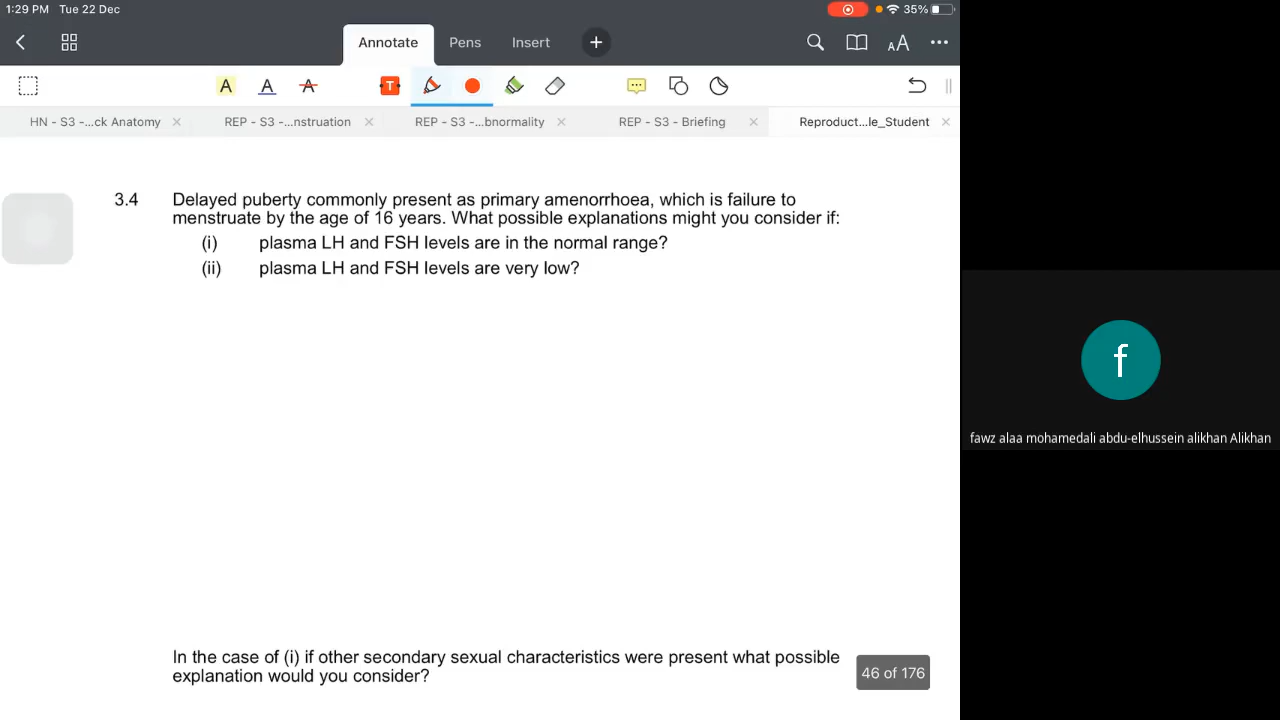 1:29 PM Tue 22 Dec
35%
Annotate Pens Insert
AA
A A A T
HN - S3 -...ck Anatomy REP - S3 -...nstruation REP - S3 -...bnormality REP - S3 - Briefing Reproduct...le_Student
3.4 Delayed puberty commonly present as primary amenorrhoea, which is failure to
menstruate by the age of 16 years. What possible explanations might you consider if:
(i) plasma LH and FSH levels are in the normal range?
(ii) plasma LH and FSH levels are very low?
f
fawz alaa mohamedali abdu-elhussein alikhan Alikhan
In the case of (i) if other secondary sexual characteristics were present what possible
explanation would you consider?
46 of 176